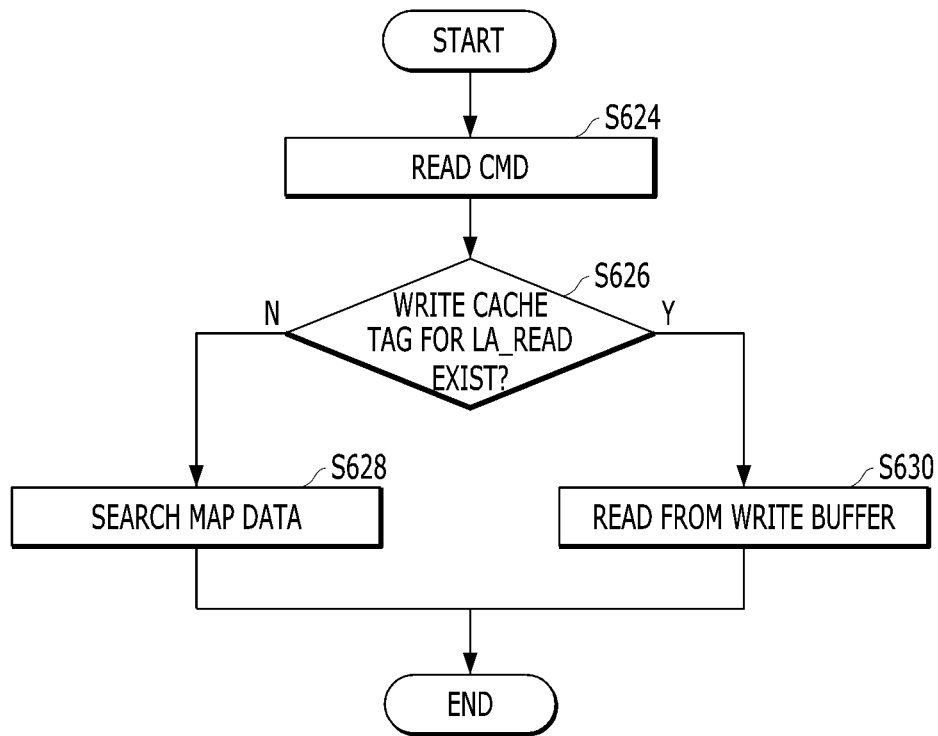 START
S624
READ CMD
S626
N
WRITE CACHE
TAG FOR LA_READ
EXIST?
Y
S628
SEARCH MAP DATA
S630
READ FROM WRITE BUFFER
END